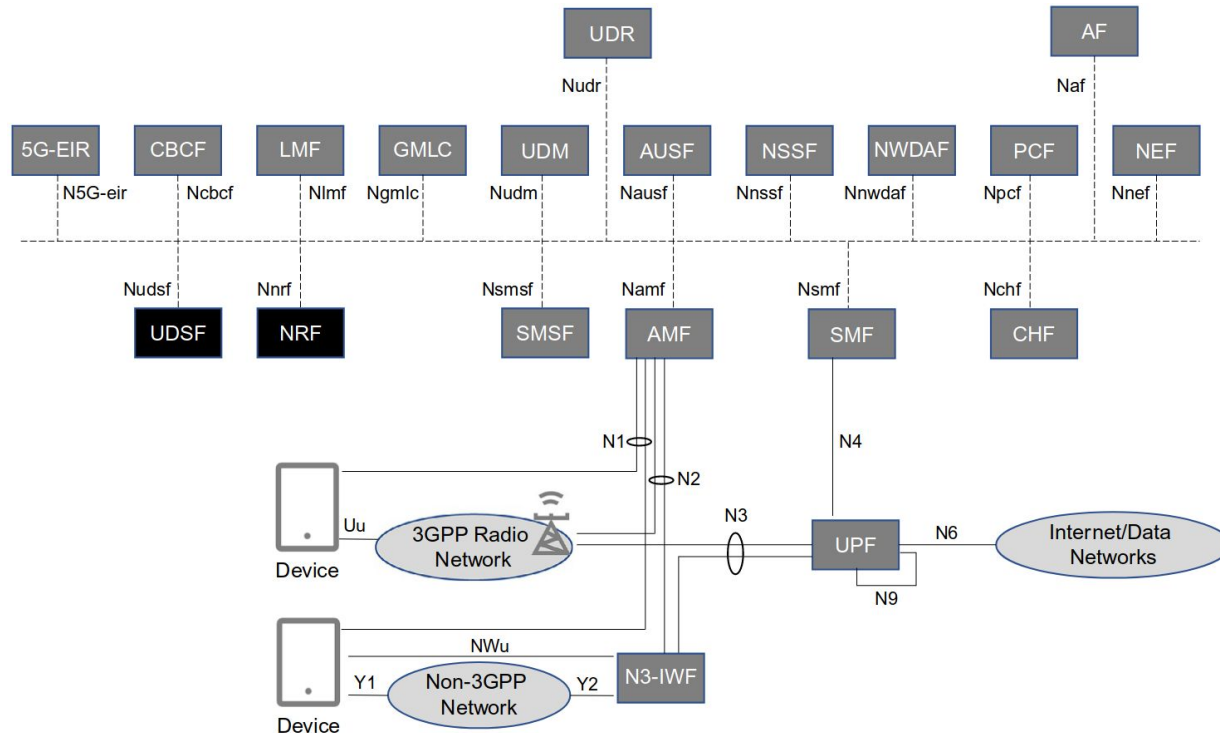 UDR
AF
Nudr
Naf
5G-EIR
CBCF
LMF
GMLC
UDM
AUSF
NSSF
NWDAF
PCF
NEF
N5G-eir
Ncbcf
Nlmf
Ngmlc
Nudm
Nausf
Nnssf
Nnwdaf
Npcf
Nnef
Nudsf
Nnrf
Nsmsf
Namf
Nsmf
Nchf
UDSF
NRF
SMSF
AMF
SMF
CHF
N1
N4
N2
Uu
3GPP Radio
Network
N3
UPF
N6
Internet/Data
Networks
Device
N9
NWu
N3-IWF
Y1
Non-3GPP
Network
Y2
Device